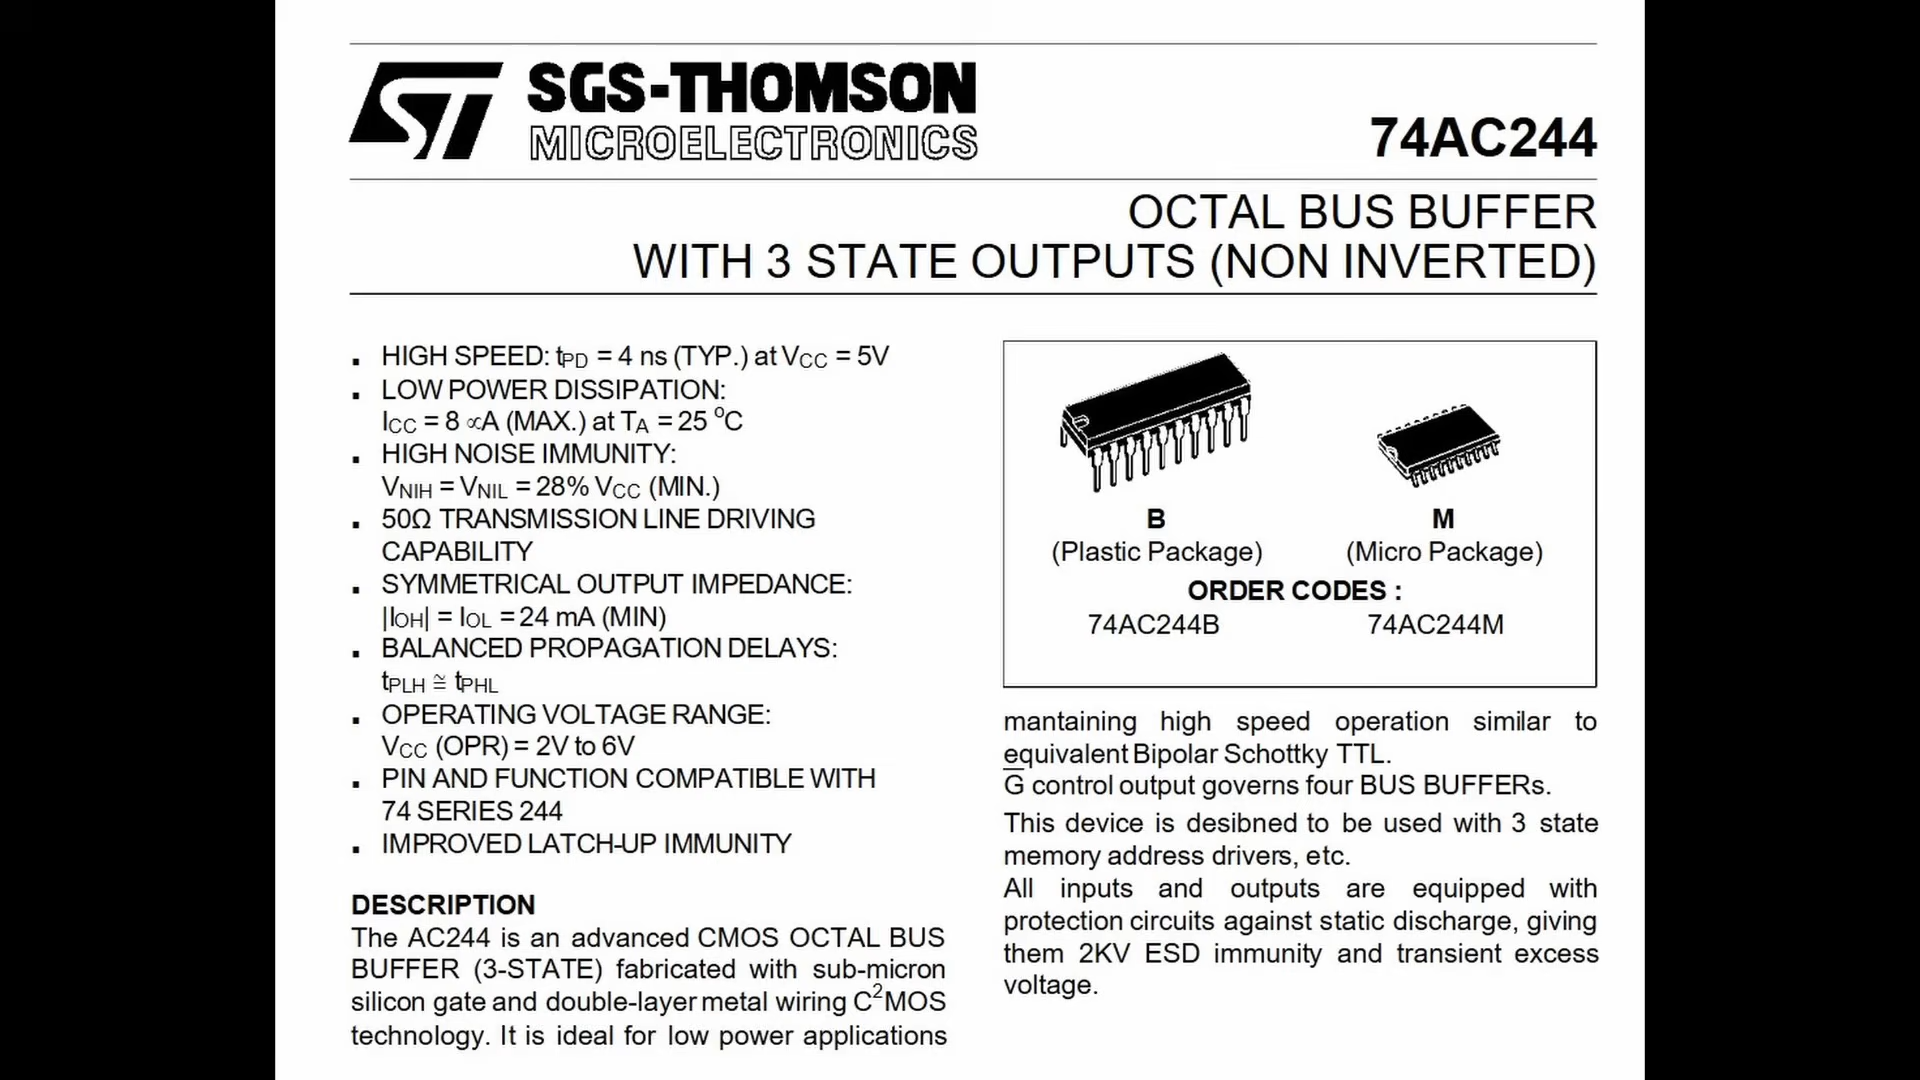 SGS-THOMSON
MICROELECTRONICS
74AC244
OCTAL BUS BUFFER
WITH 3 STATE OUTPUTS (NON INVERTED)
. HIGH SPEED: tPD = 4 ns (TYP.) at VCC = 5V
. LOW POWER DISSIPATION:
ICC = 8 ∝A (MAX.) at TA = 25 oC
. HIGH NOISE IMMUNITY:
VNIH = VNIL = 28% VCC (MIN.)
. 50Ω TRANSMISSION LINE DRIVING
CAPABILITY
. SYMMETRICAL OUTPUT IMPEDANCE:
|IOH| = IOL = 24 mA (MIN)
. BALANCED PROPAGATION DELAYS:
tPLH ≅ tPHL
. OPERATING VOLTAGE RANGE:
VCC (OPR) = 2V to 6V
. PIN AND FUNCTION COMPATIBLE WITH
74 SERIES 244
. IMPROVED LATCH-UP IMMUNITY
DESCRIPTION
The AC244 is an advanced CMOS OCTAL BUS
BUFFER (3-STATE) fabricated with sub-micron
silicon gate and double-layer metal wiring C2MOS
technology. It is ideal for low power applications
B
M
(Plastic Package)
(Micro Package)
ORDER CODES :
74AC244B
74AC244M
mantaining high speed operation similar to
equivalent Bipolar Schottky TTL.
G̅ control output governs four BUS BUFFERs.
This device is desibned to be used with 3 state
memory address drivers, etc.
All inputs and outputs are equipped with
protection circuits against static discharge, giving
them 2KV ESD immunity and transient excess
voltage.